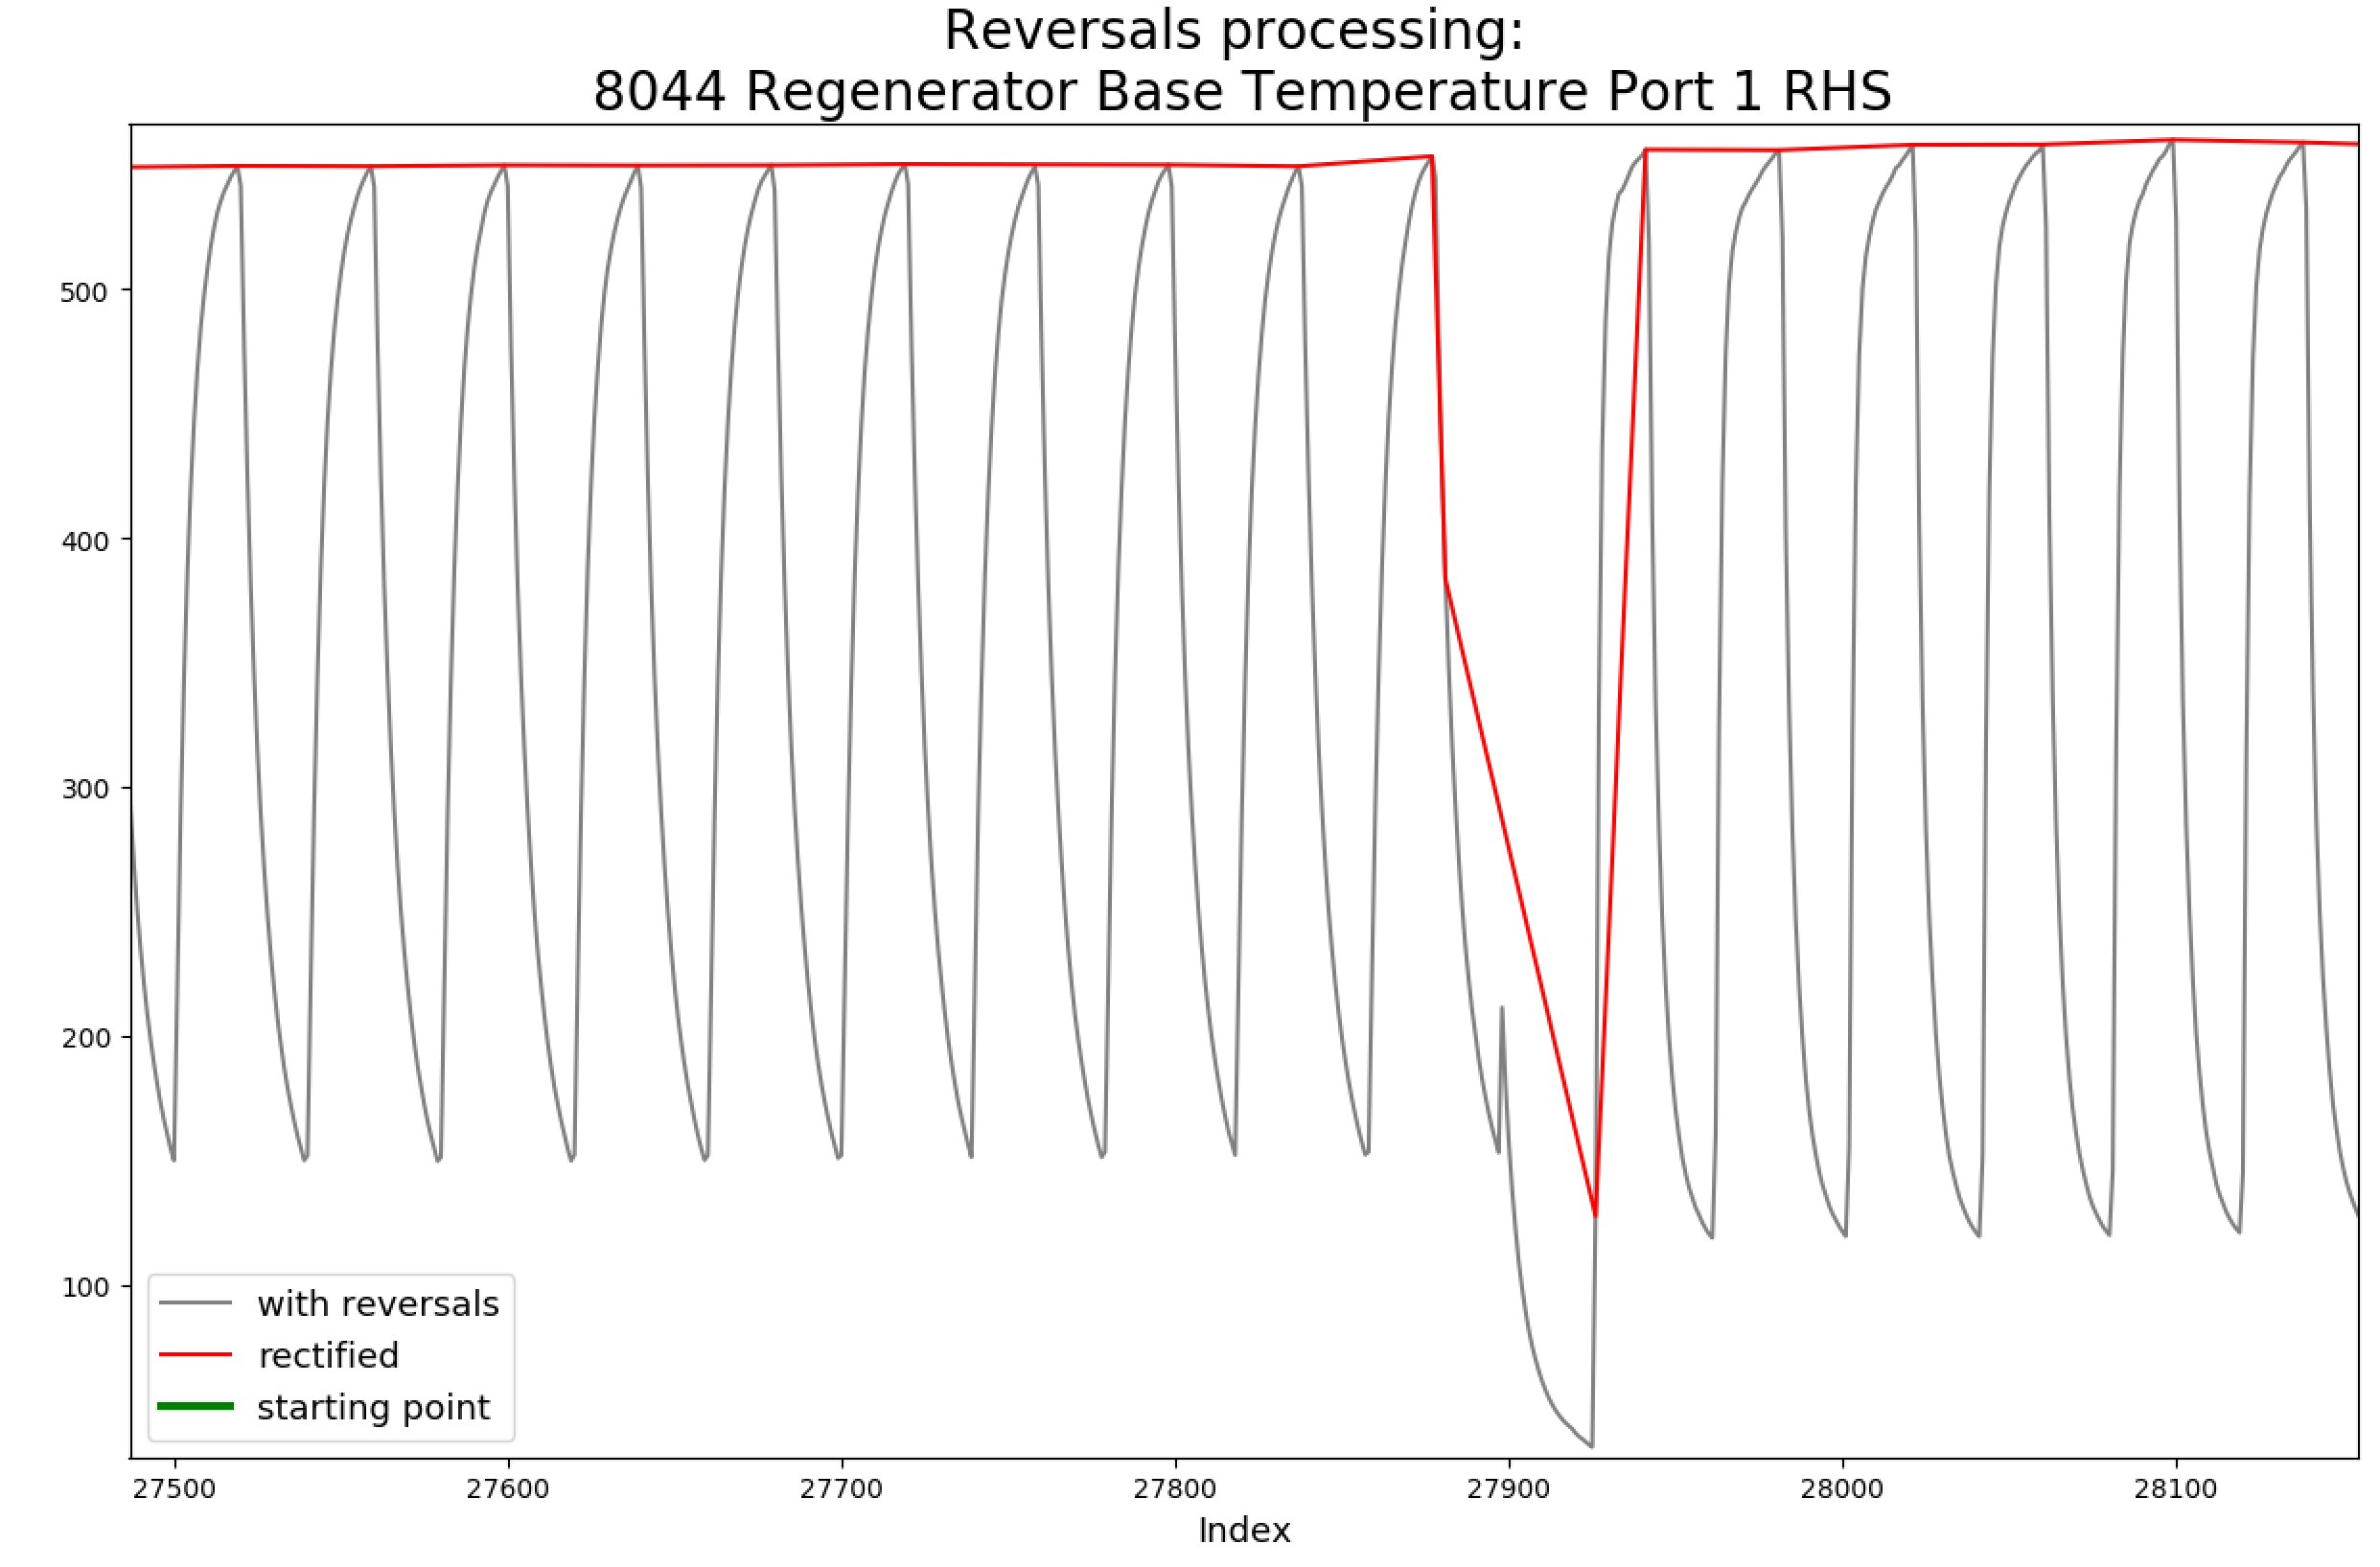 Reversals processing:
8044 Regenerator Base Temperature Port 1 RHS
500
400
300
200
100
with reversals
rectified
starting point
27500 27600 27700 27800 27900 28000 28100
Index